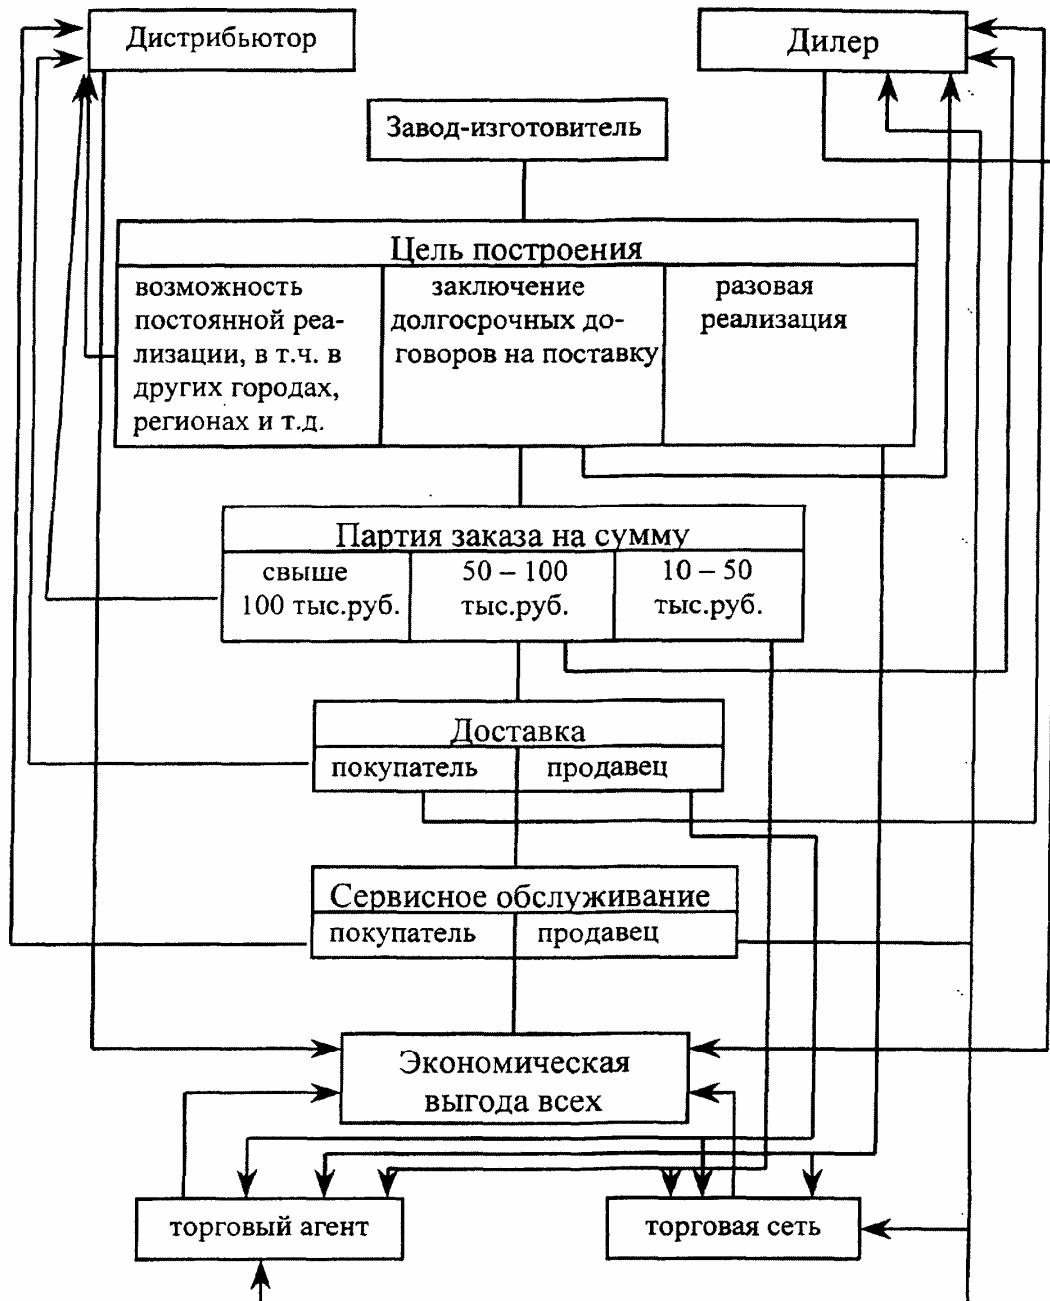 Дистрибьютор
Дилер
Завод-изготовитель
Цель построения
возможность
постоянной реа-
лизации, в т.ч. в
других городах,
регионах и т.д.
заключение
долгосрочных до-
говоров на поставку
разовая
реализация
Партия заказа на сумму
свыше
100 тыс.руб.
50 – 100
тыс.руб.
10 – 50
тыс.руб.
Доставка
покупатель
продавец
Сервисное обслуживание
покупатель
продавец
Экономическая
выгода всех
торговый агент
торговая сеть